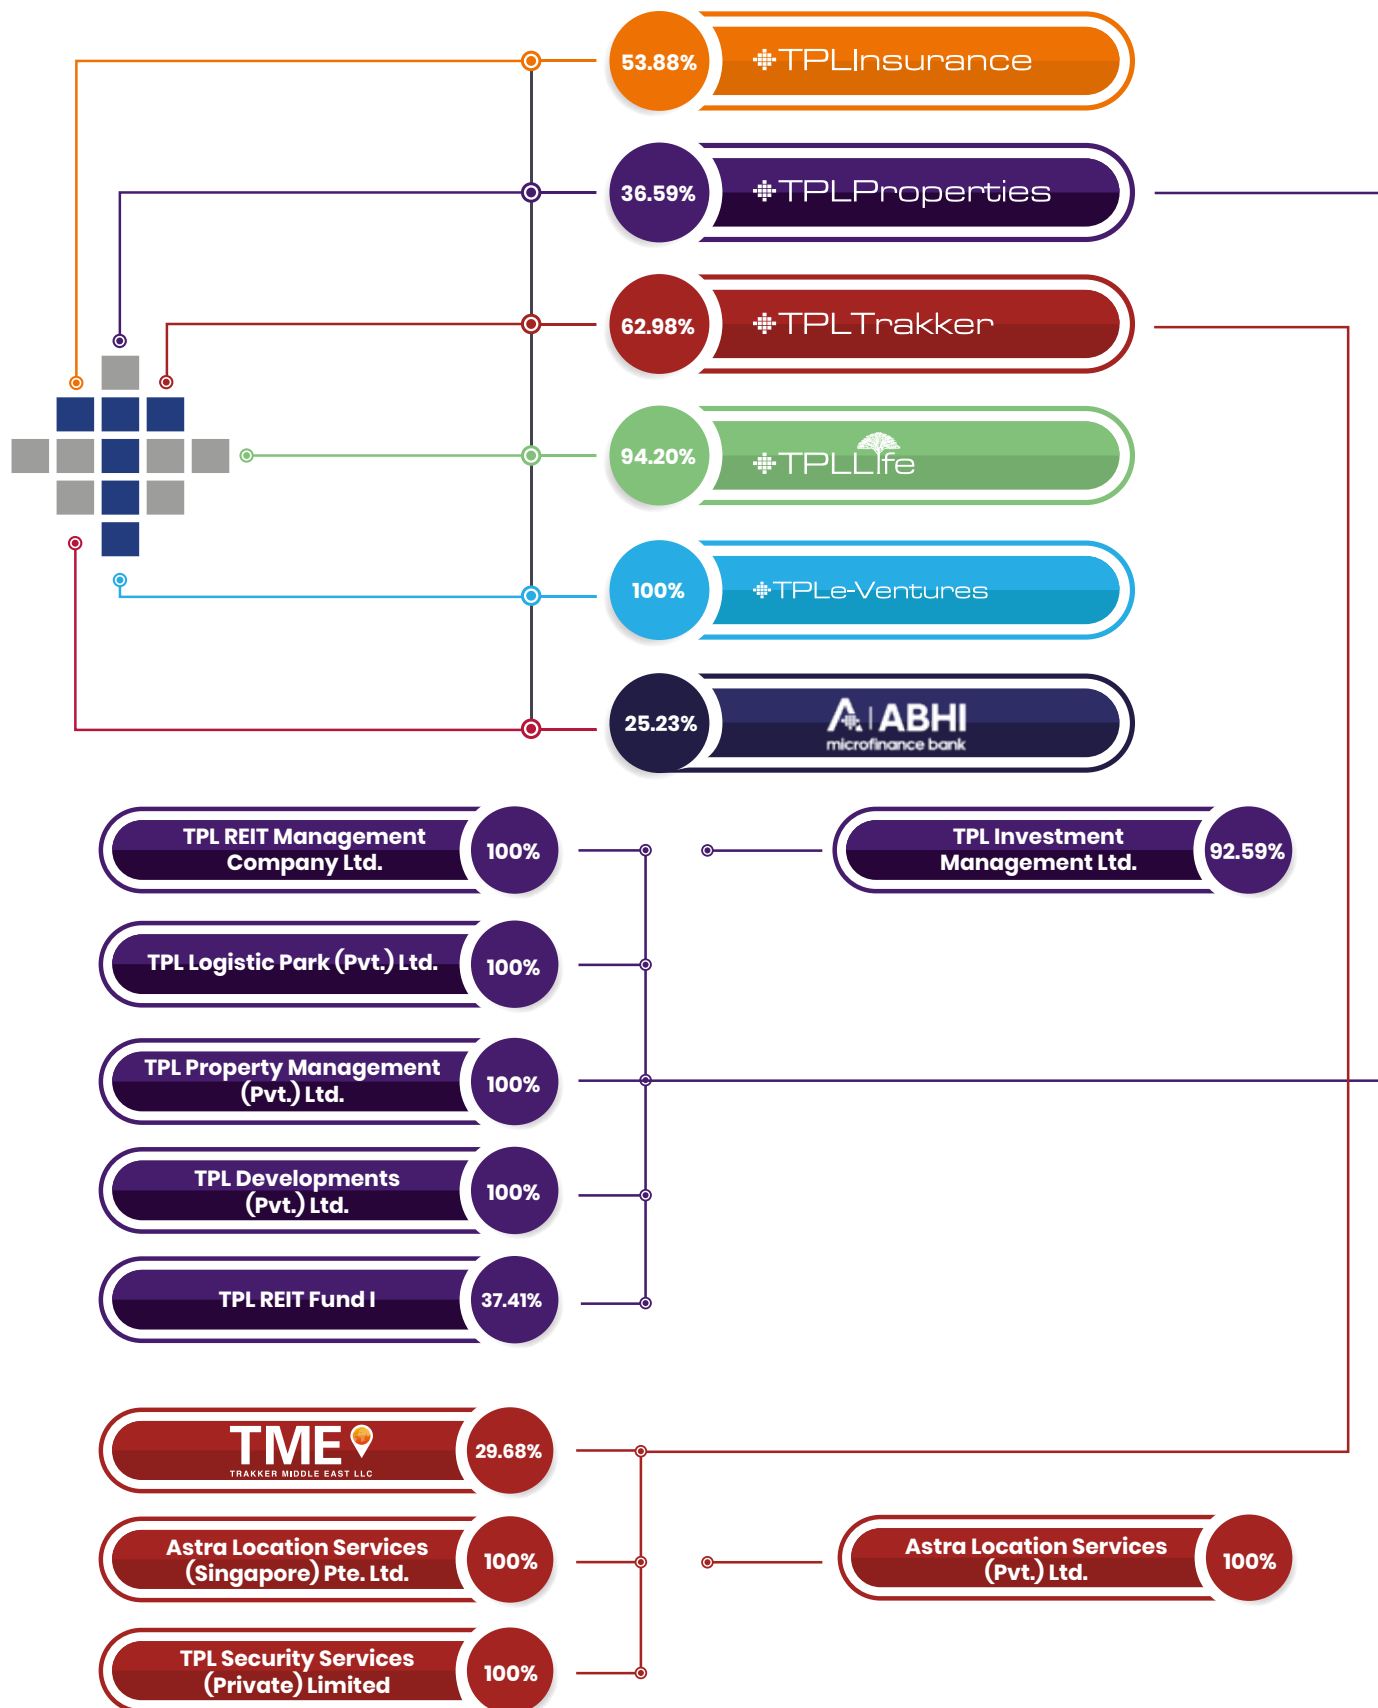 53.88%
TPLInsurance
36.59%
TPLProperties
62.98%
TPLTrakker
94.20%
TPLLife
100%
TPLe-Ventures
25.23%
A ABHI
microfinance bank
TPL REIT Management
Company Ltd.
100%
TPL Investment
Management Ltd.
92.59%
TPL Logistic Park (Pvt.) Ltd.
100%
TPL Property Management
(Pvt.) Ltd.
100%
TPL Developments
(Pvt.) Ltd.
100%
TPL REIT Fund I
37.41%
TME
TRAKKER MIDDLE EAST LLC
29.68%
Astra Location Services
(Singapore) Pte. Ltd.
100%
Astra Location Services
(Pvt.) Ltd.
100%
TPL Security Services
(Private) Limited
100%